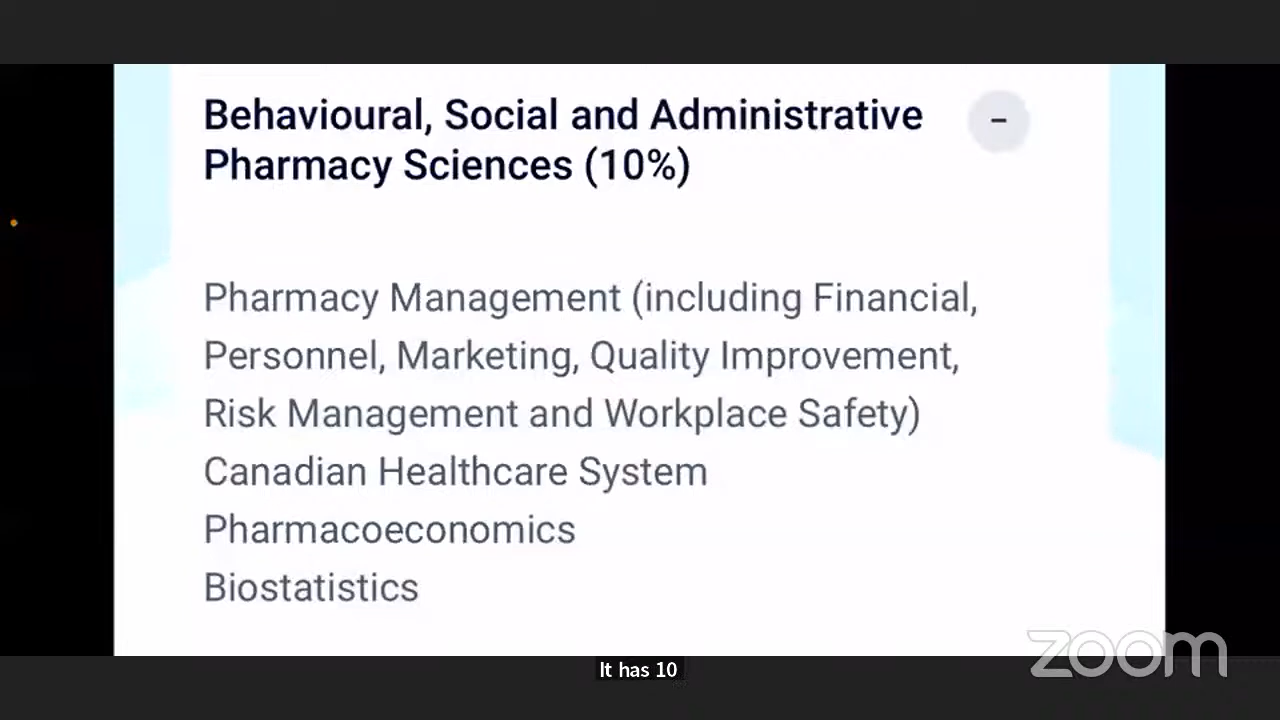 Behavioural, Social and Administrative
Pharmacy Sciences (10%)
Pharmacy Management (including Financial,
Personnel, Marketing, Quality Improvement,
Risk Management and Workplace Safety)
Canadian Healthcare System
Pharmacoeconomics
Biostatistics
zoom
It has 10